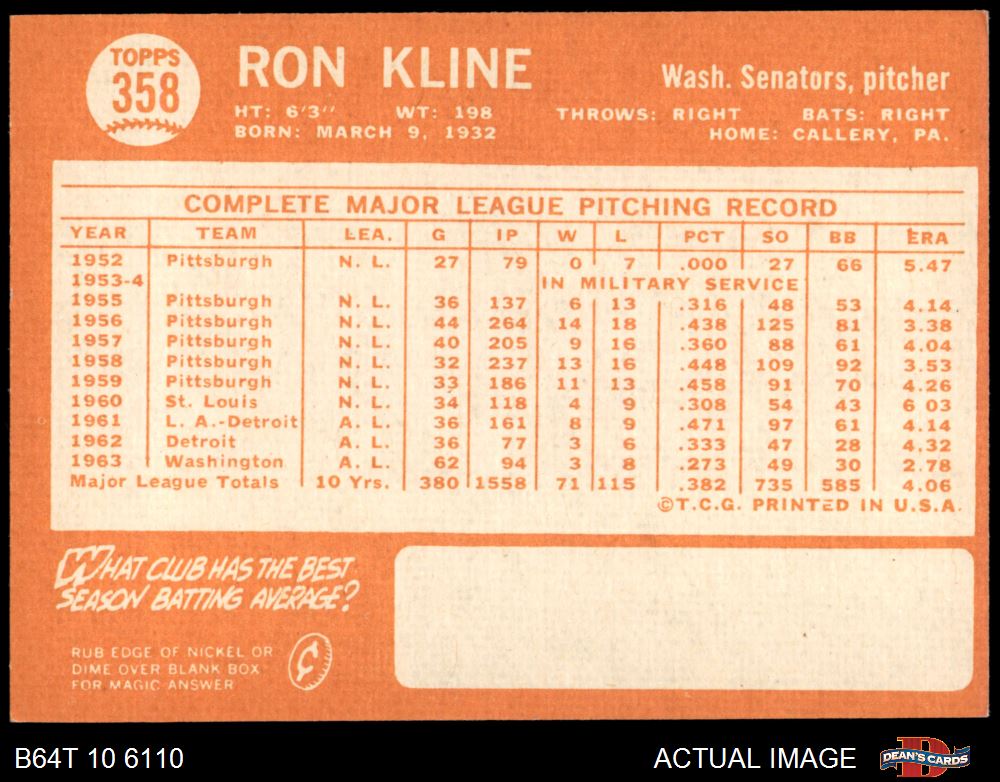 TOPPS
358
RON KLINE
Wash. Senators, pitcher
HT: 6'3" WT: 198 THROWS: RIGHT BATS: RIGHT
BORN: MARCH 9, 1932 HOME: CALLERY, PA.
COMPLETE MAJOR LEAGUE PITCHING RECORD
YEAR TEAM LEA. G IP W L PCT SO BB ERA
1952 Pittsburgh N. L. 27 79 0 7 .000 27 66 5.47
1953-4 IN MILITARY SERVICE
1955 Pittsburgh N. L. 36 137 6 13 .316 48 53 4.14
1956 Pittsburgh N. L. 44 264 14 18 .438 125 81 3.38
1957 Pittsburgh N. L. 40 205 9 16 .360 88 61 4.04
1958 Pittsburgh N. L. 32 237 13 16 .448 109 92 3.53
1959 Pittsburgh N. L. 33 186 11 13 .458 91 70 4.26
1960 St. Louis N. L. 34 118 4 9 .308 54 43 6.03
1961 L. A.-Detroit A. L. 36 161 8 9 .471 97 61 4.14
1962 Detroit A. L. 36 77 3 6 .333 47 28 4.32
1963 Washington A. L. 62 94 3 8 .273 49 30 2.78
Major League Totals 10 Yrs. 380 1558 71 115 .382 735 585 4.06
©T.C.G. PRINTED IN U.S.A.
WHAT CLUB HAS THE BEST
SEASON BATTING AVERAGE?
RUB EDGE OF NICKEL OR
DIME OVER BLANK BOX
FOR MAGIC ANSWER
¢
B64T 10 6110 ACTUAL IMAGE DEAN'S CARDS